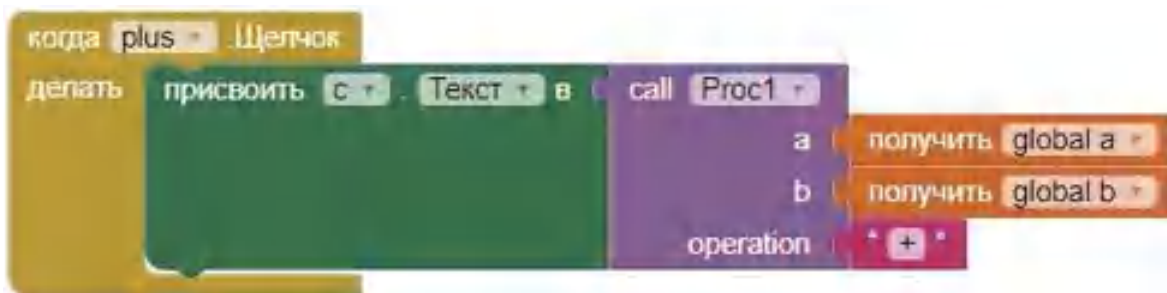 когда plus .Щелчок
делать присвоить c . Текст в call Proc1
a получить global a
b получить global b
operation "+"